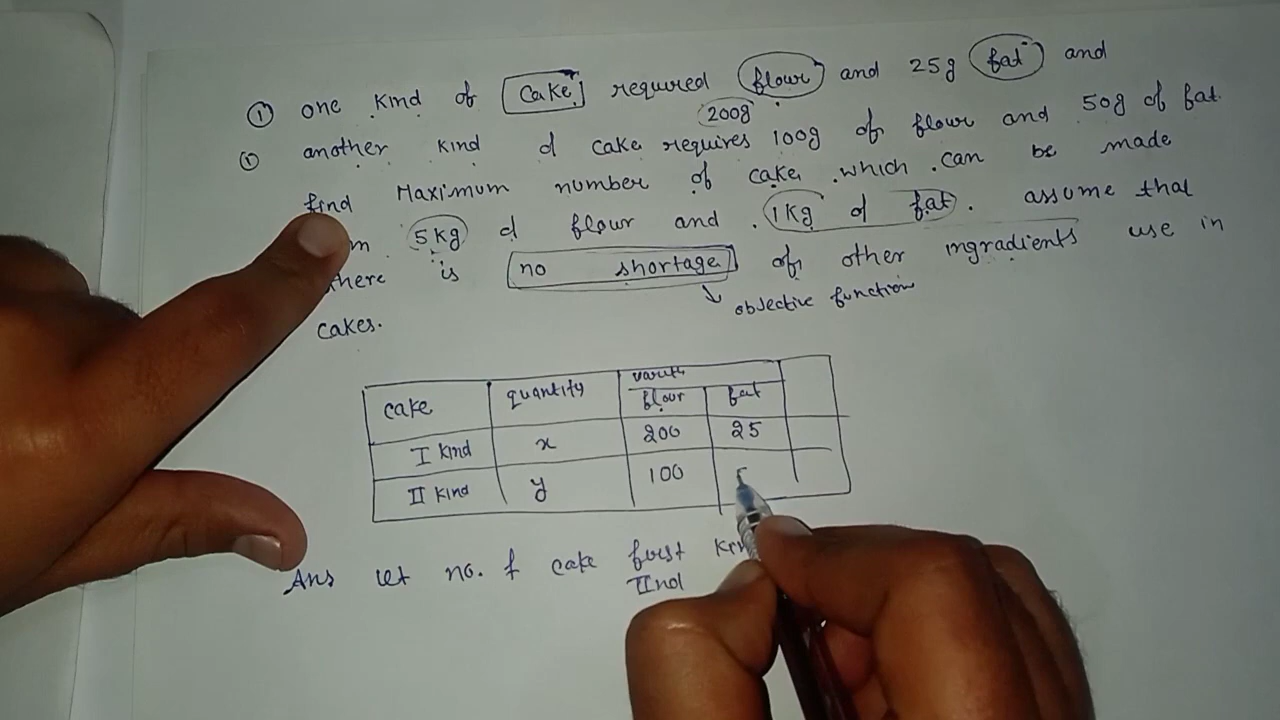 ① one kind of cake required flour and 25g fat and
200g
① another kind of cake requires 100g of flour and 50g of fat.
find Maximum number of cake which can be made
m 5kg of flour and 1kg of fat. assume that
there is no shortage of other ingradients use in
↓ objective function
cakes.
cake quantity flour fat
I kind x 200 25
II kind y 100 5
Ans let no. of cake first
IInd